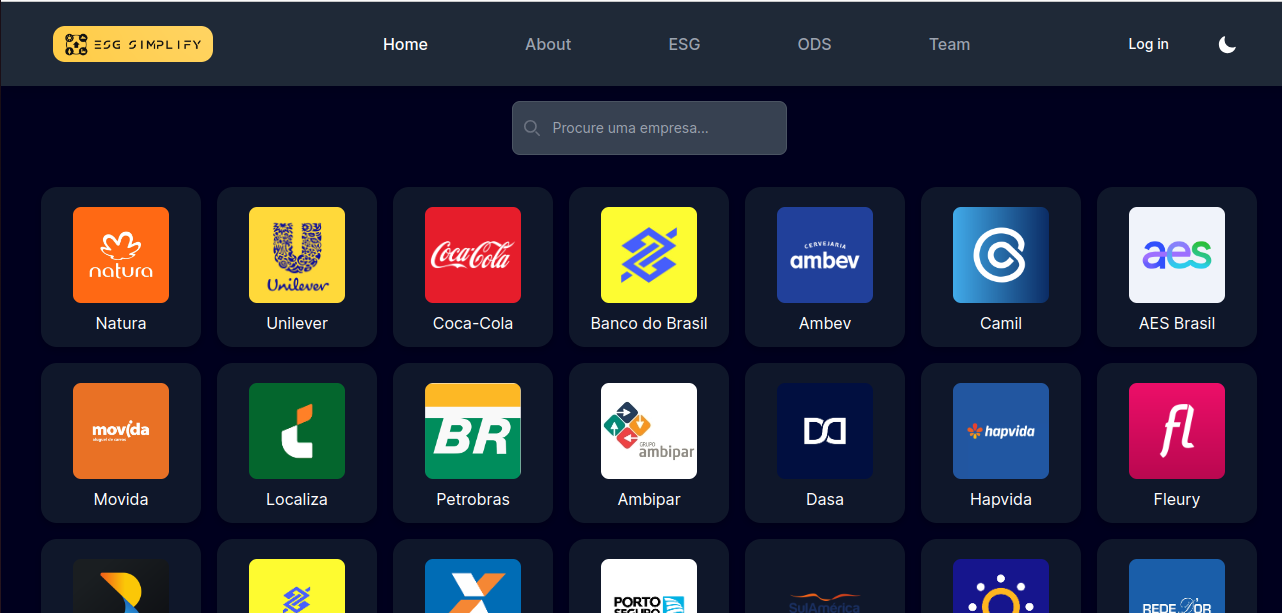 ESG SIMPLIFY
Home
About
ESG
ODS
Team
Log in
Procure uma empresa...
natura
Unilever
Coca-Cola
CERVEJARIA
ambev
aes
Natura
Unilever
Coca-Cola
Banco do Brasil
Ambev
Camil
AES Brasil
movida
aluguel de carros
BR
GRUPO
ambipar
hapvida
fl
Movida
Localiza
Petrobras
Ambipar
Dasa
Hapvida
Fleury
PORTO
SEGURO
SulAmérica
REDE D'OR